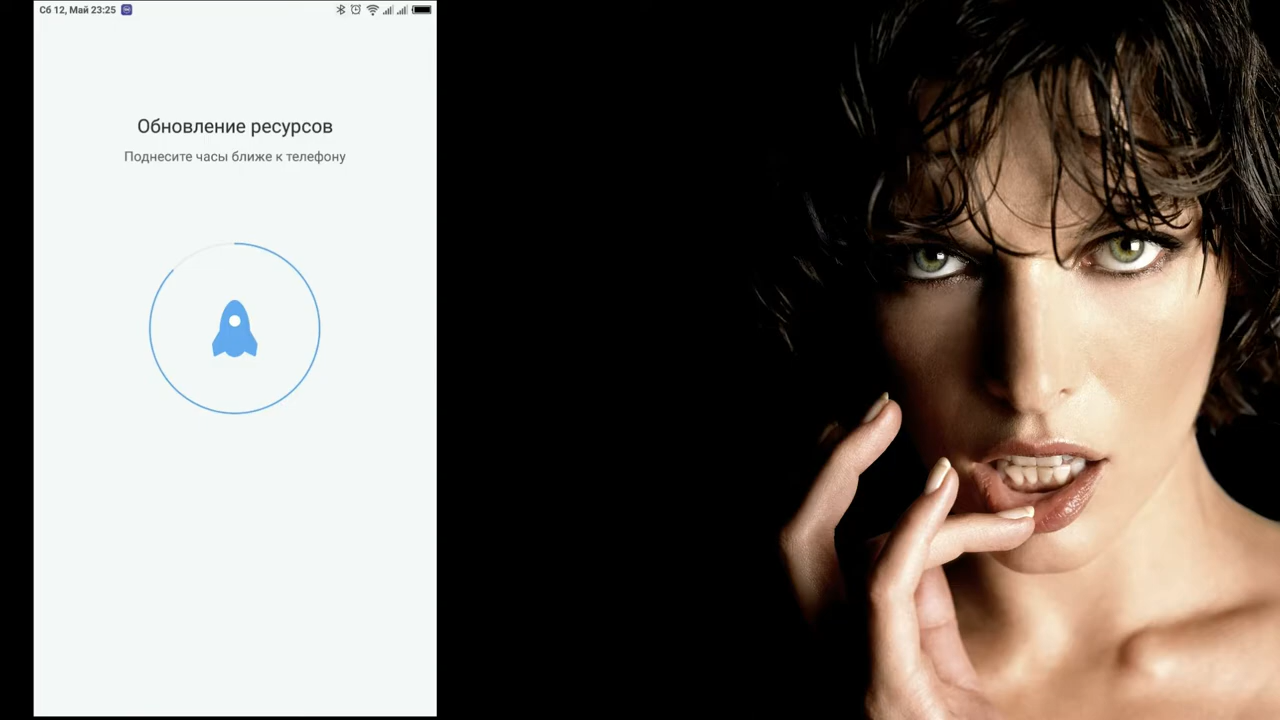 Сб 12, Май 23:25
Обновление ресурсов
Поднесите часы ближе к телефону